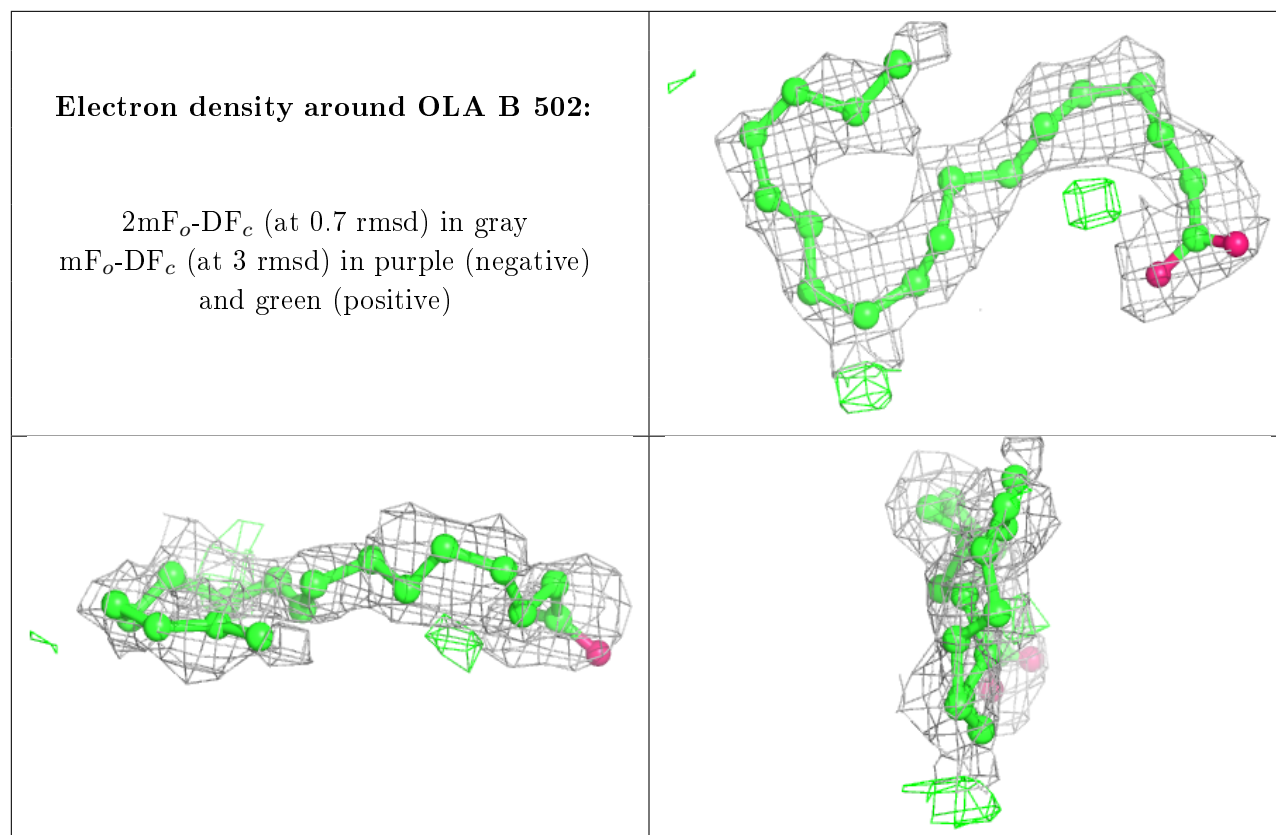 Electron density around OLA B 502:
2mFo-DFc (at 0.7 rmsd) in gray
mFo-DFc (at 3 rmsd) in purple (negative)
and green (positive)